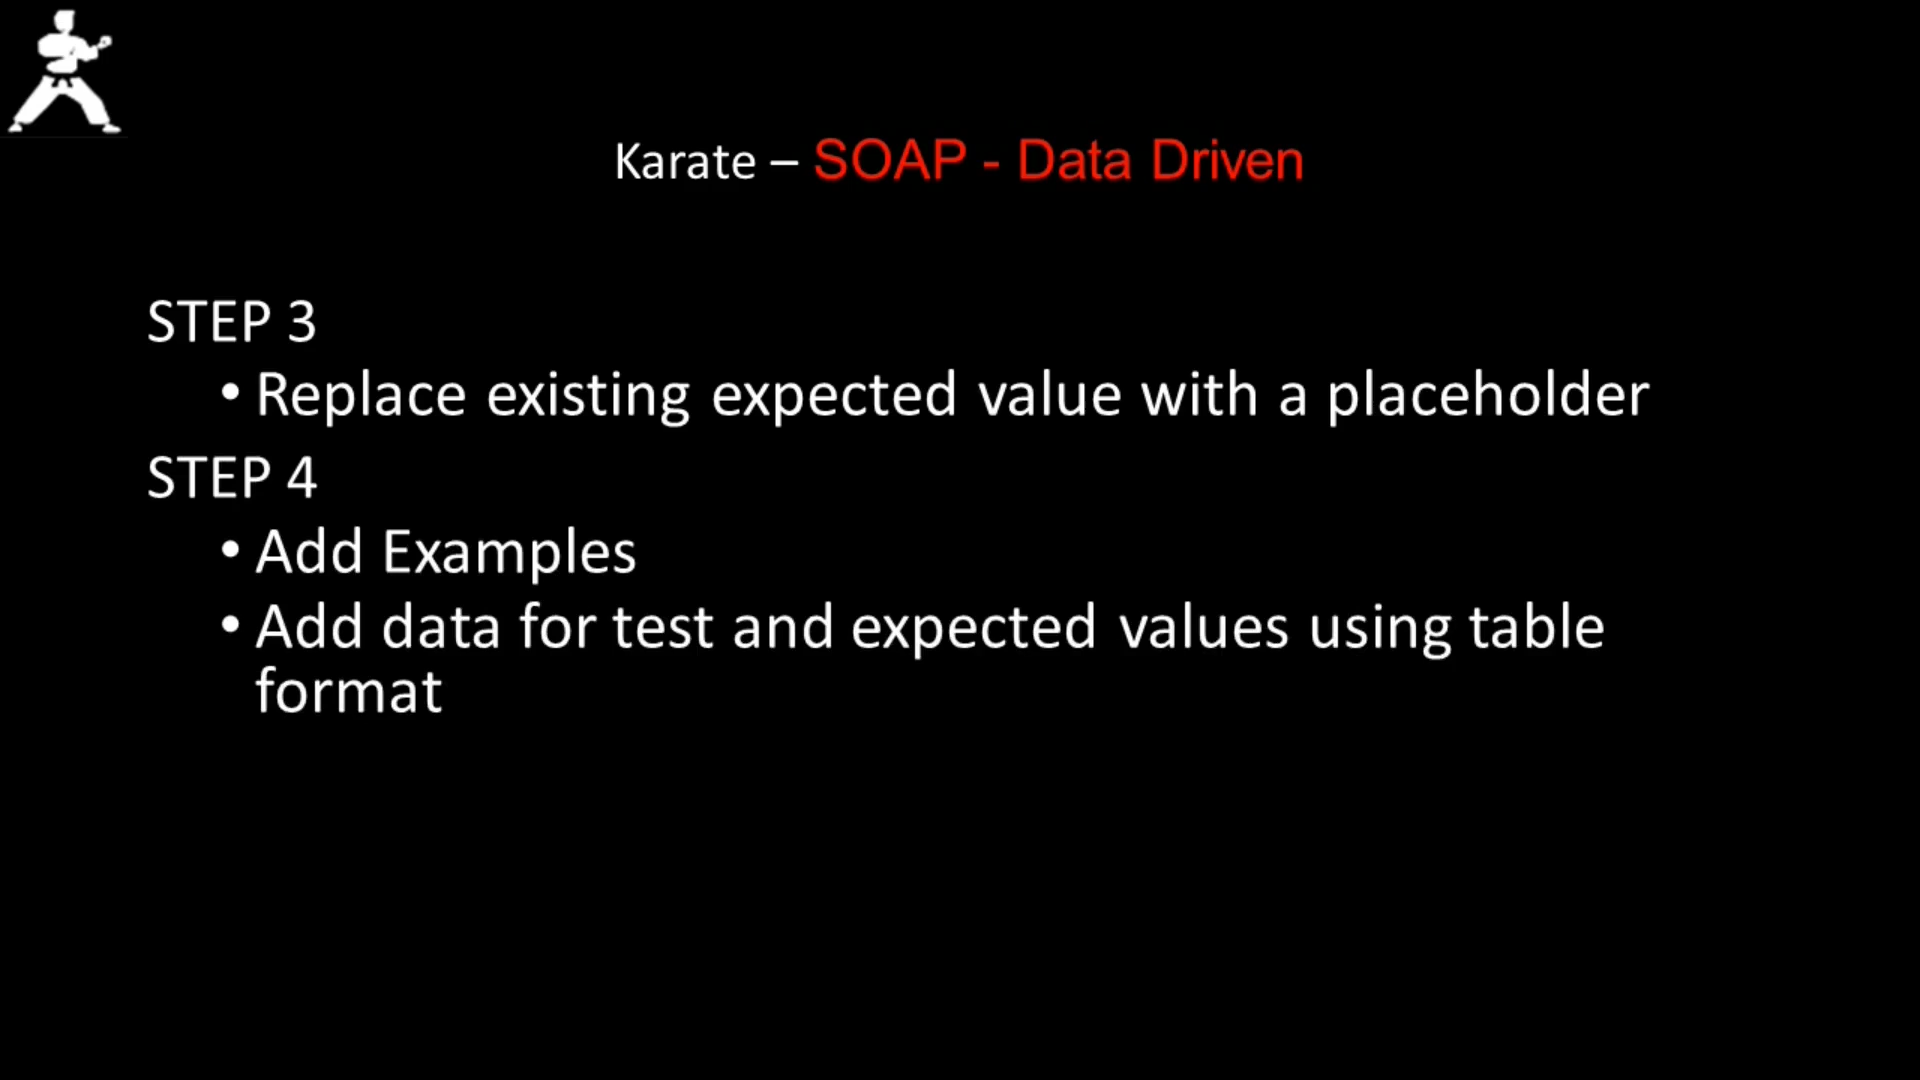 Karate – SOAP - Data Driven
STEP 3
• Replace existing expected value with a placeholder
STEP 4
• Add Examples
• Add data for test and expected values using table
format